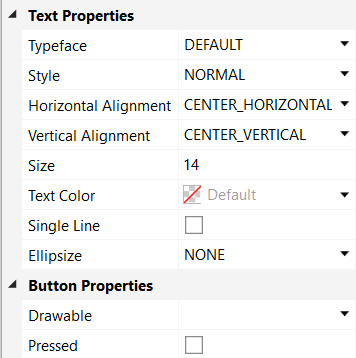 Text Properties
Typeface DEFAULT
Style NORMAL
Horizontal Alignment CENTER_HORIZONTAL
Vertical Alignment CENTER_VERTICAL
Size 14
Text Color Default
Single Line
Ellipsize NONE
Button Properties
Drawable
Pressed